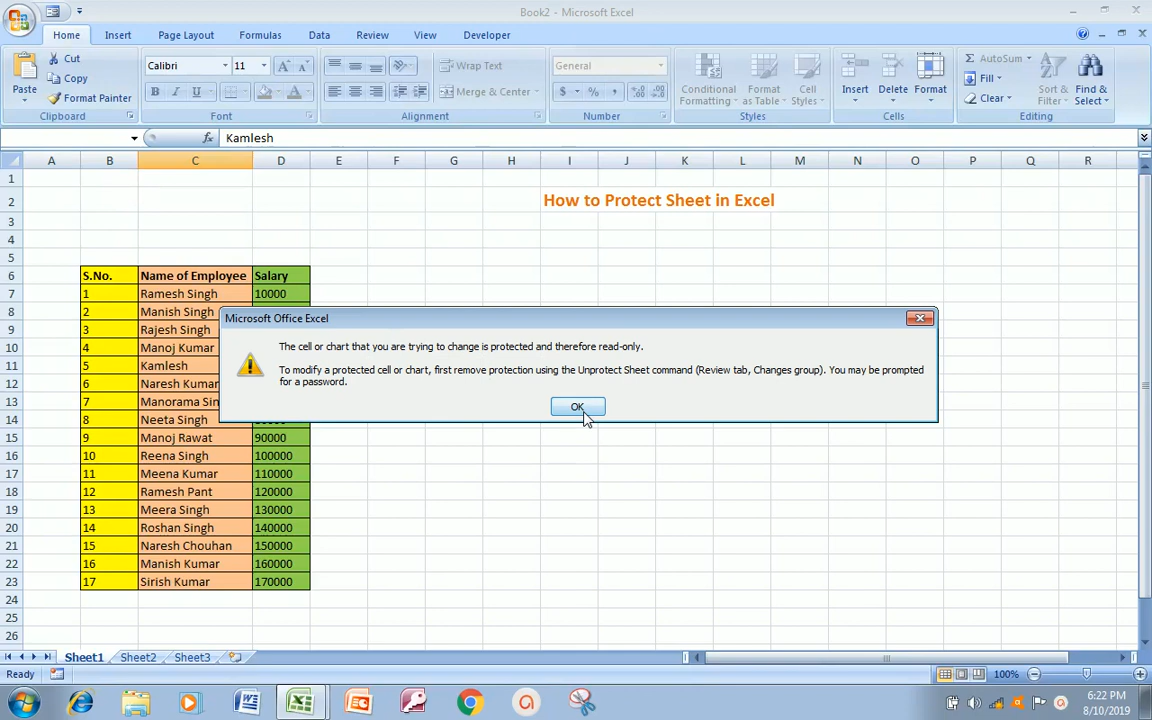 Book2 - Microsoft Excel
Home Insert Page Layout Formulas Data Review View Developer
Paste
Cut
Copy
Format Painter
Clipboard
Calibri 11
B I U
Font
Wrap Text
Merge & Center
Alignment
General
$ % ,
Number
Conditional Formatting
Format as Table
Cell Styles
Styles
Insert
Delete
Format
Cells
AutoSum
Fill
Clear
Sort & Filter
Find & Select
Editing
fx Kamlesh
A B C D E F G H I J K L M N O P Q R
1
2 How to Protect Sheet in Excel
3
4
5
6 S.No. Name of Employee Salary
7 1 Ramesh Singh 10000
8 2 Manish Singh
9 3 Rajesh Singh
10 4 Manoj Kumar
11 5 Kamlesh
12 6 Naresh Kumar
13 7 Manorama Sin
14 8 Neeta Singh
15 9 Manoj Rawat 90000
16 10 Reena Singh 100000
17 11 Meena Kumar 110000
18 12 Ramesh Pant 120000
19 13 Meera Singh 130000
20 14 Roshan Singh 140000
21 15 Naresh Chouhan 150000
22 16 Manish Kumar 160000
23 17 Sirish Kumar 170000
24
25
26
Microsoft Office Excel
The cell or chart that you are trying to change is protected and therefore read-only.
To modify a protected cell or chart, first remove protection using the Unprotect Sheet command (Review tab, Changes group). You may be prompted
for a password.
OK
Sheet1 Sheet2 Sheet3
Ready 100%
6:22 PM
8/10/2019